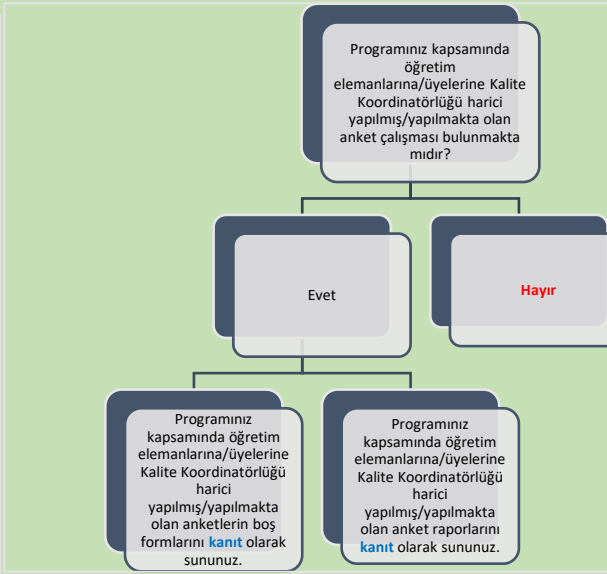 Programınız kapsamında
öğretim
elemanlarına/üyelerine Kalite
Koordinatörlüğü harici
yapılmış/yapılmakta olan
anket çalışması bulunmakta
mıdır?
Evet
Hayır
Programınız
kapsamında öğretim
elemanlarına/üyelerine
Kalite Koordinatörlüğü
harici
yapılmış/yapılmakta
olan anketlerin boş
formlarını kanıt olarak
sununuz.
Programınız
kapsamında öğretim
elemanlarına/üyelerine
Kalite Koordinatörlüğü
harici
yapılmış/yapılmakta
olan anket raporlarını
kanıt olarak sununuz.